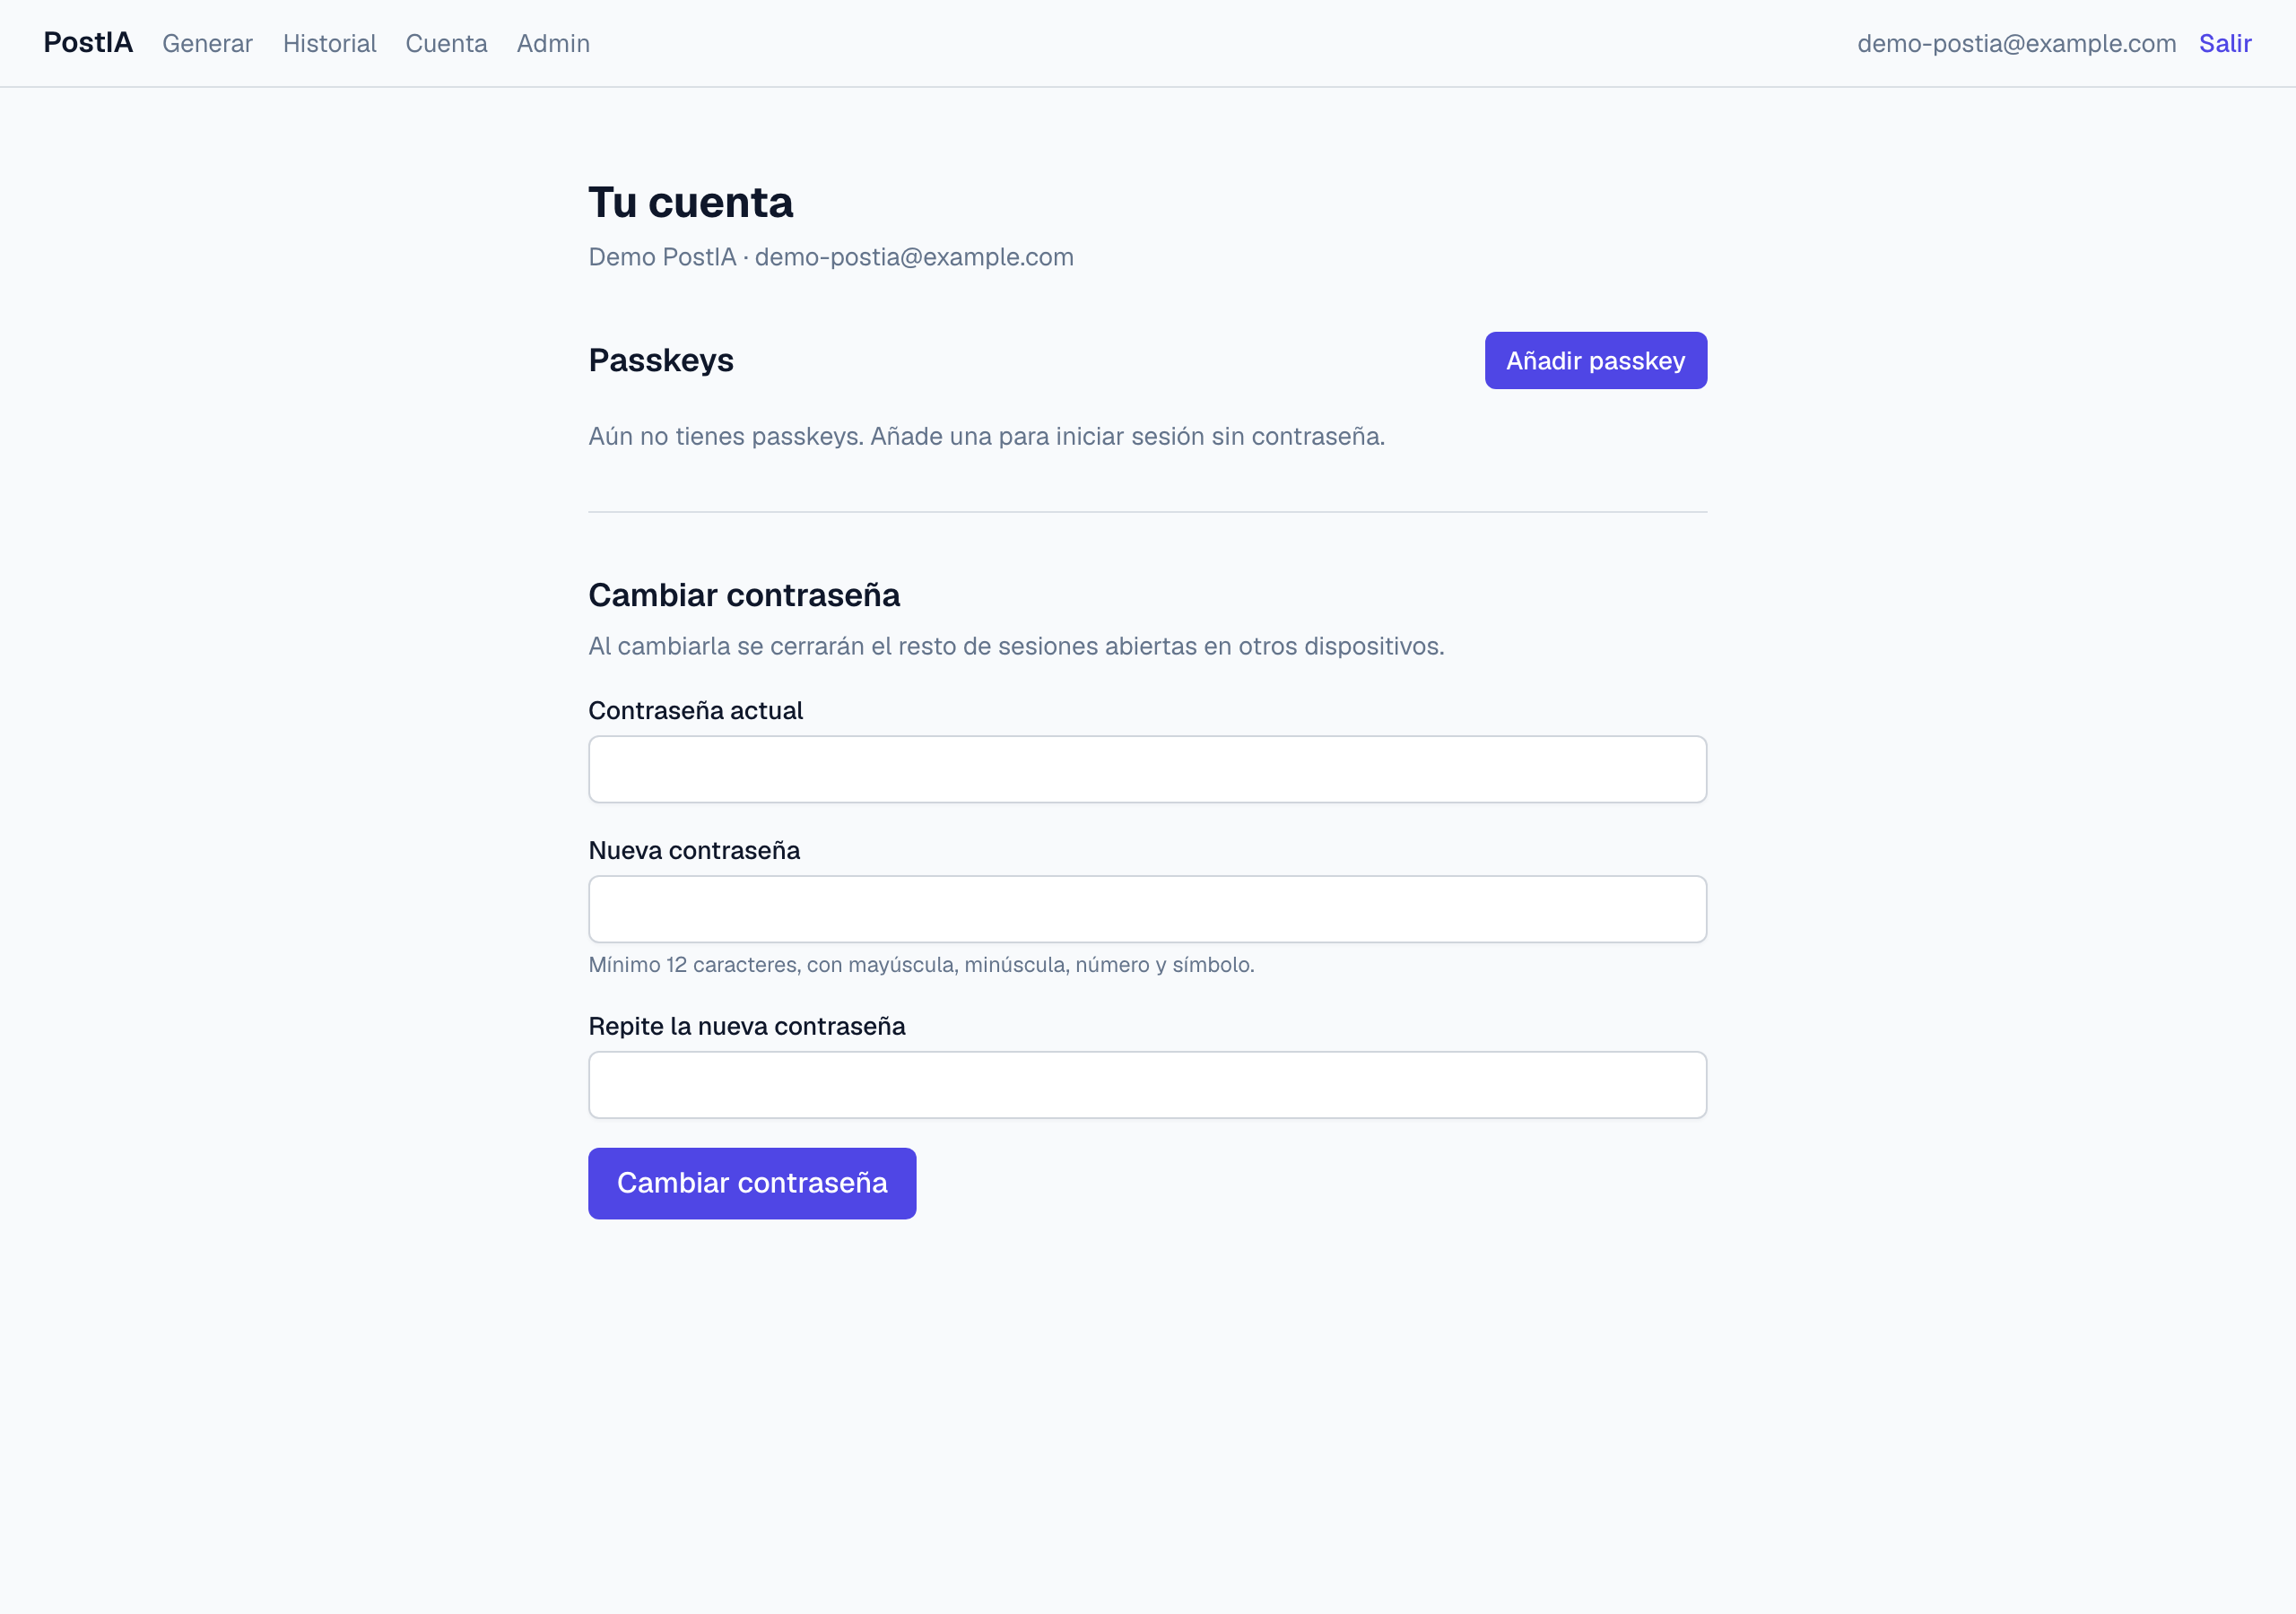 PostIA Generar Historial Cuenta Admin demo-postia@example.com Salir
Tu cuenta
Demo PostIA · demo-postia@example.com
Passkeys Añadir passkey
Aún no tienes passkeys. Añade una para iniciar sesión sin contraseña.
Cambiar contraseña
Al cambiarla se cerrarán el resto de sesiones abiertas en otros dispositivos.
Contraseña actual
Nueva contraseña
Mínimo 12 caracteres, con mayúscula, minúscula, número y símbolo.
Repite la nueva contraseña
Cambiar contraseña